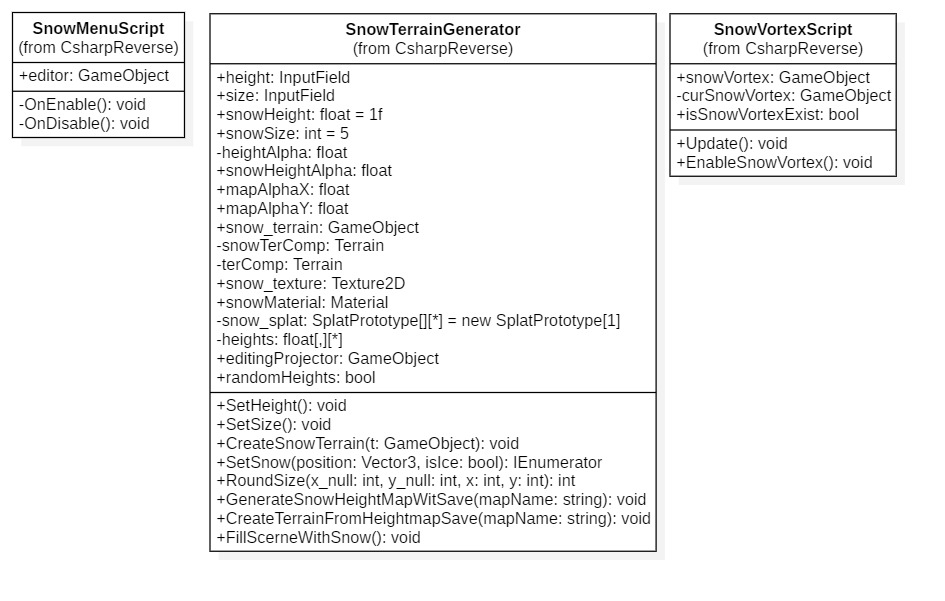 SnowMenuScript
(from CsharpReverse)
+editor: GameObject
-OnEnable(): void
-OnDisable(): void
SnowTerrainGenerator
(from CsharpReverse)
+height: InputField
+size: InputField
+snowHeight: float = 1f
+snowSize: int = 5
-heightAlpha: float
+snowHeightAlpha: float
+mapAlphaX: float
+mapAlphaY: float
+snow_terrain: GameObject
-snowTerComp: Terrain
-terComp: Terrain
+snow_texture: Texture2D
+snowMaterial: Material
-snow_splat: SplatPrototype[][*] = new SplatPrototype[1]
-heights: float[,][*]
+editingProjector: GameObject
+randomHeights: bool
+SetHeight(): void
+SetSize(): void
+CreateSnowTerrain(t: GameObject): void
+SetSnow(position: Vector3, isIce: bool): IEnumerator
+RoundSize(x_null: int, y_null: int, x: int, y: int): int
+GenerateSnowHeightMapWitSave(mapName: string): void
+CreateTerrainFromHeightmapSave(mapName: string): void
+FillScerneWithSnow(): void
SnowVortexScript
(from CsharpReverse)
+snowVortex: GameObject
-curSnowVortex: GameObject
+isSnowVortexExist: bool
+Update(): void
+EnableSnowVortex(): void